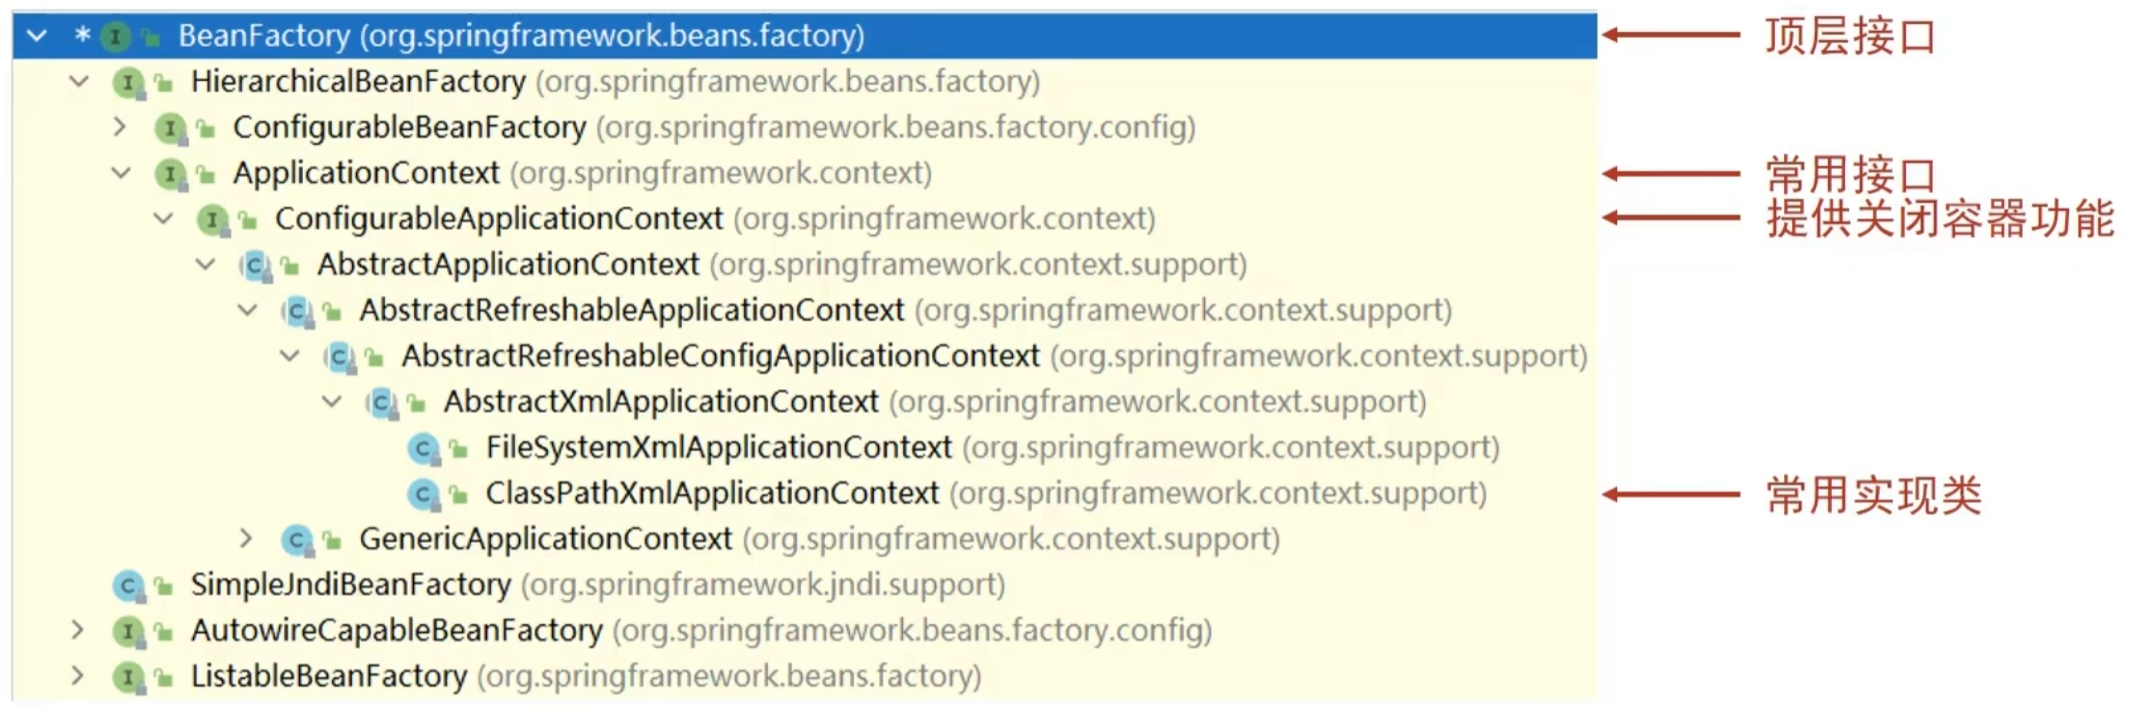 * I BeanFactory (org.springframework.beans.factory) 顶层接口
I HierarchicalBeanFactory (org.springframework.beans.factory)
I ConfigurableBeanFactory (org.springframework.beans.factory.config)
I ApplicationContext (org.springframework.context) 常用接口
I ConfigurableApplicationContext (org.springframework.context) 提供关闭容器功能
C AbstractApplicationContext (org.springframework.context.support)
C AbstractRefreshableApplicationContext (org.springframework.context.support)
C AbstractRefreshableConfigApplicationContext (org.springframework.context.support)
C AbstractXmlApplicationContext (org.springframework.context.support)
C FileSystemXmlApplicationContext (org.springframework.context.support)
C ClassPathXmlApplicationContext (org.springframework.context.support) 常用实现类
C GenericApplicationContext (org.springframework.context.support)
C SimpleJndiBeanFactory (org.springframework.jndi.support)
I AutowireCapableBeanFactory (org.springframework.beans.factory.config)
I ListableBeanFactory (org.springframework.beans.factory)